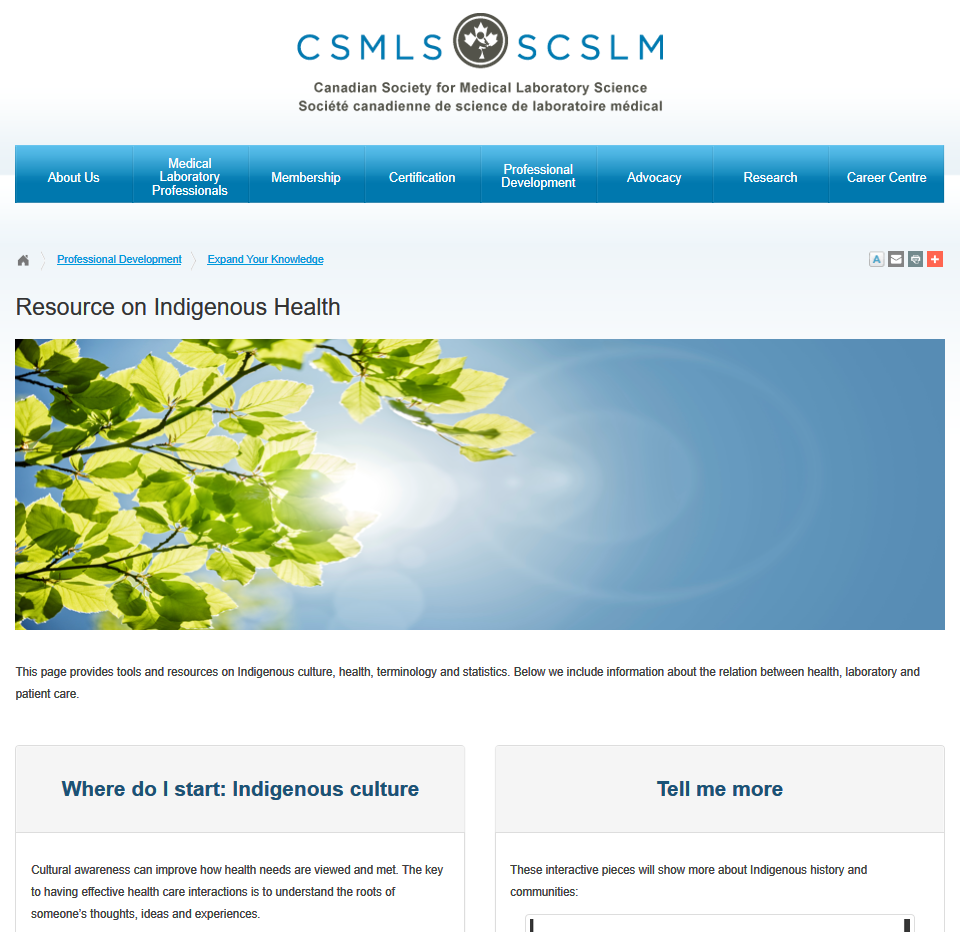 CSMLS SCSLM
Canadian Society for Medical Laboratory Science
Société canadienne de science de laboratoire médical
About Us
Medical
Laboratory
Professionals
Membership
Certification
Professional
Development
Advocacy
Research
Career Centre
Professional Development
Expand Your Knowledge
A
Resource on Indigenous Health
This page provides tools and resources on Indigenous culture, health, terminology and statistics. Below we include information about the relation between health, laboratory and
patient care.
Where do I start: Indigenous culture
Cultural awareness can improve how health needs are viewed and met. The key
to having effective health care interactions is to understand the roots of
someone’s thoughts, ideas and experiences.
Tell me more
These interactive pieces will show more about Indigenous history and
communities: